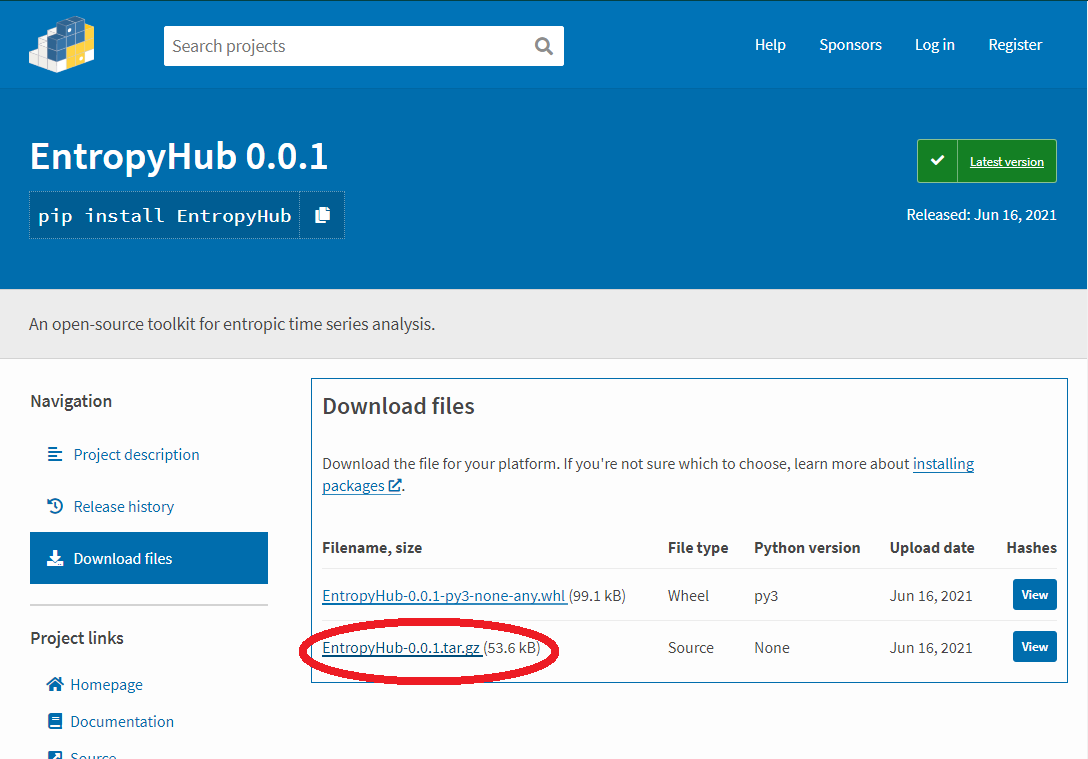 Search projects
Help
Sponsors
Log in
Register
EntropyHub 0.0.1
Latest version
pip install EntropyHub
Released: Jun 16, 2021
An open-source toolkit for entropic time series analysis.
Navigation
Project description
Release history
Download files
Project links
Homepage
Documentation
Source
Download files
Download the file for your platform. If you're not sure which to choose, learn more about installing
packages.
Filename, size File type Python version Upload date Hashes
EntropyHub-0.0.1-py3-none-any.whl (99.1 kB) Wheel py3 Jun 16, 2021 View
EntropyHub-0.0.1.tar.gz (53.6 kB) Source None Jun 16, 2021 View